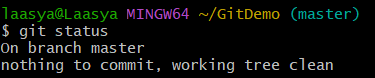 laasya@Laasya MINGW64 ~/GitDemo (master)
$ git status
On branch master
nothing to commit, working tree clean